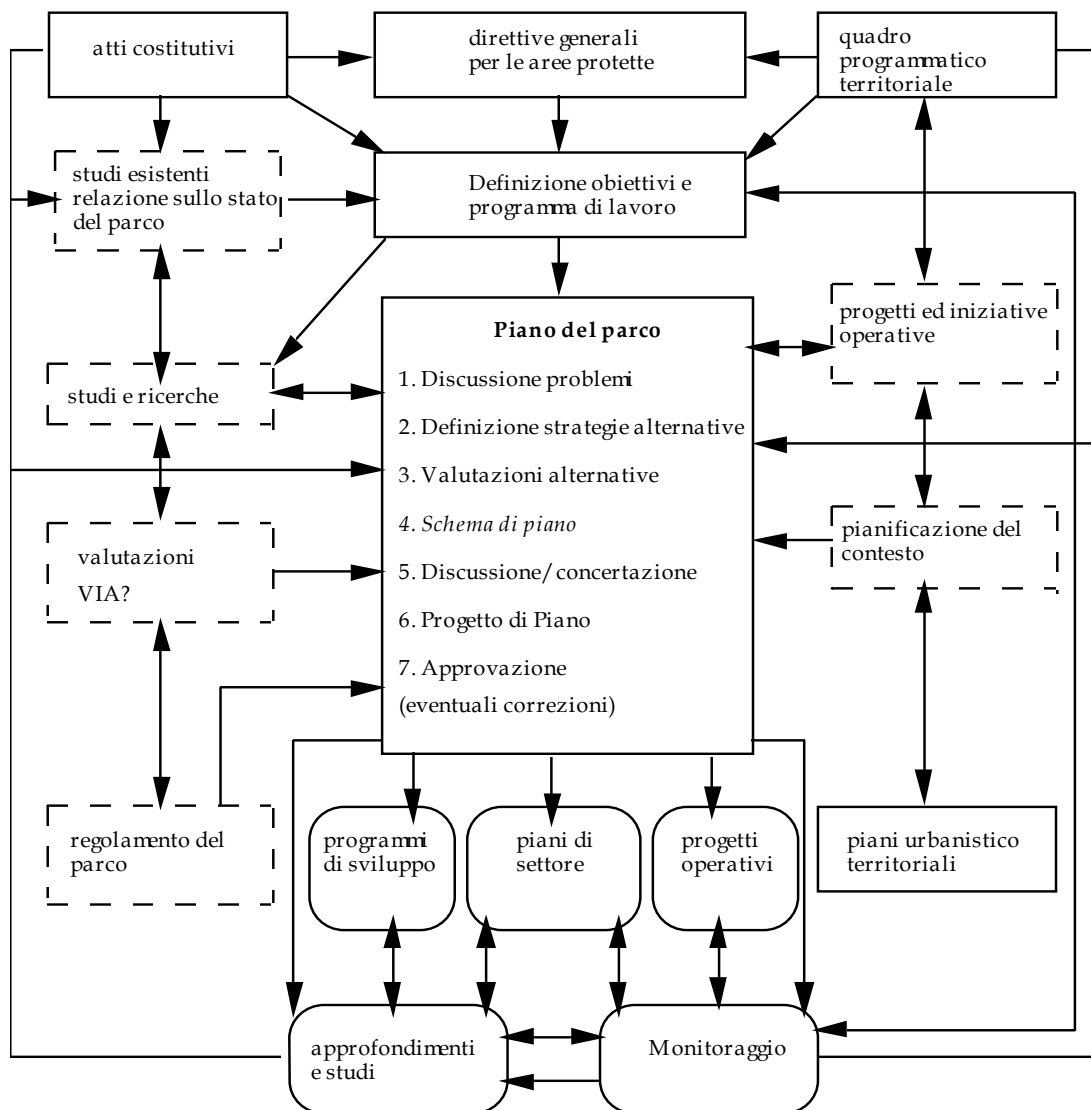 atti costitutivi
direttive generali
per le aree protette
quadro
programmatico
territoriale
studi esistenti
relazione sullo stato
del parco
Definizione obiettivi e
programma di lavoro
Piano del parco
1. Discussione problemi
2. Definizione strategie alternative
3. Valutazioni alternative
4. Schema di piano
5. Discussione/concertazione
6. Progetto di Piano
7. Approvazione
(eventuali correzioni)
progetti ed iniziative
operative
studi e ricerche
valutazioni
VIA?
pianificazione del
contesto
regolamento del
parco
programmi
di sviluppo
piani di
settore
progetti
operativi
piani urbanistico
territoriali
approfondimenti
e studi
Monitoraggio